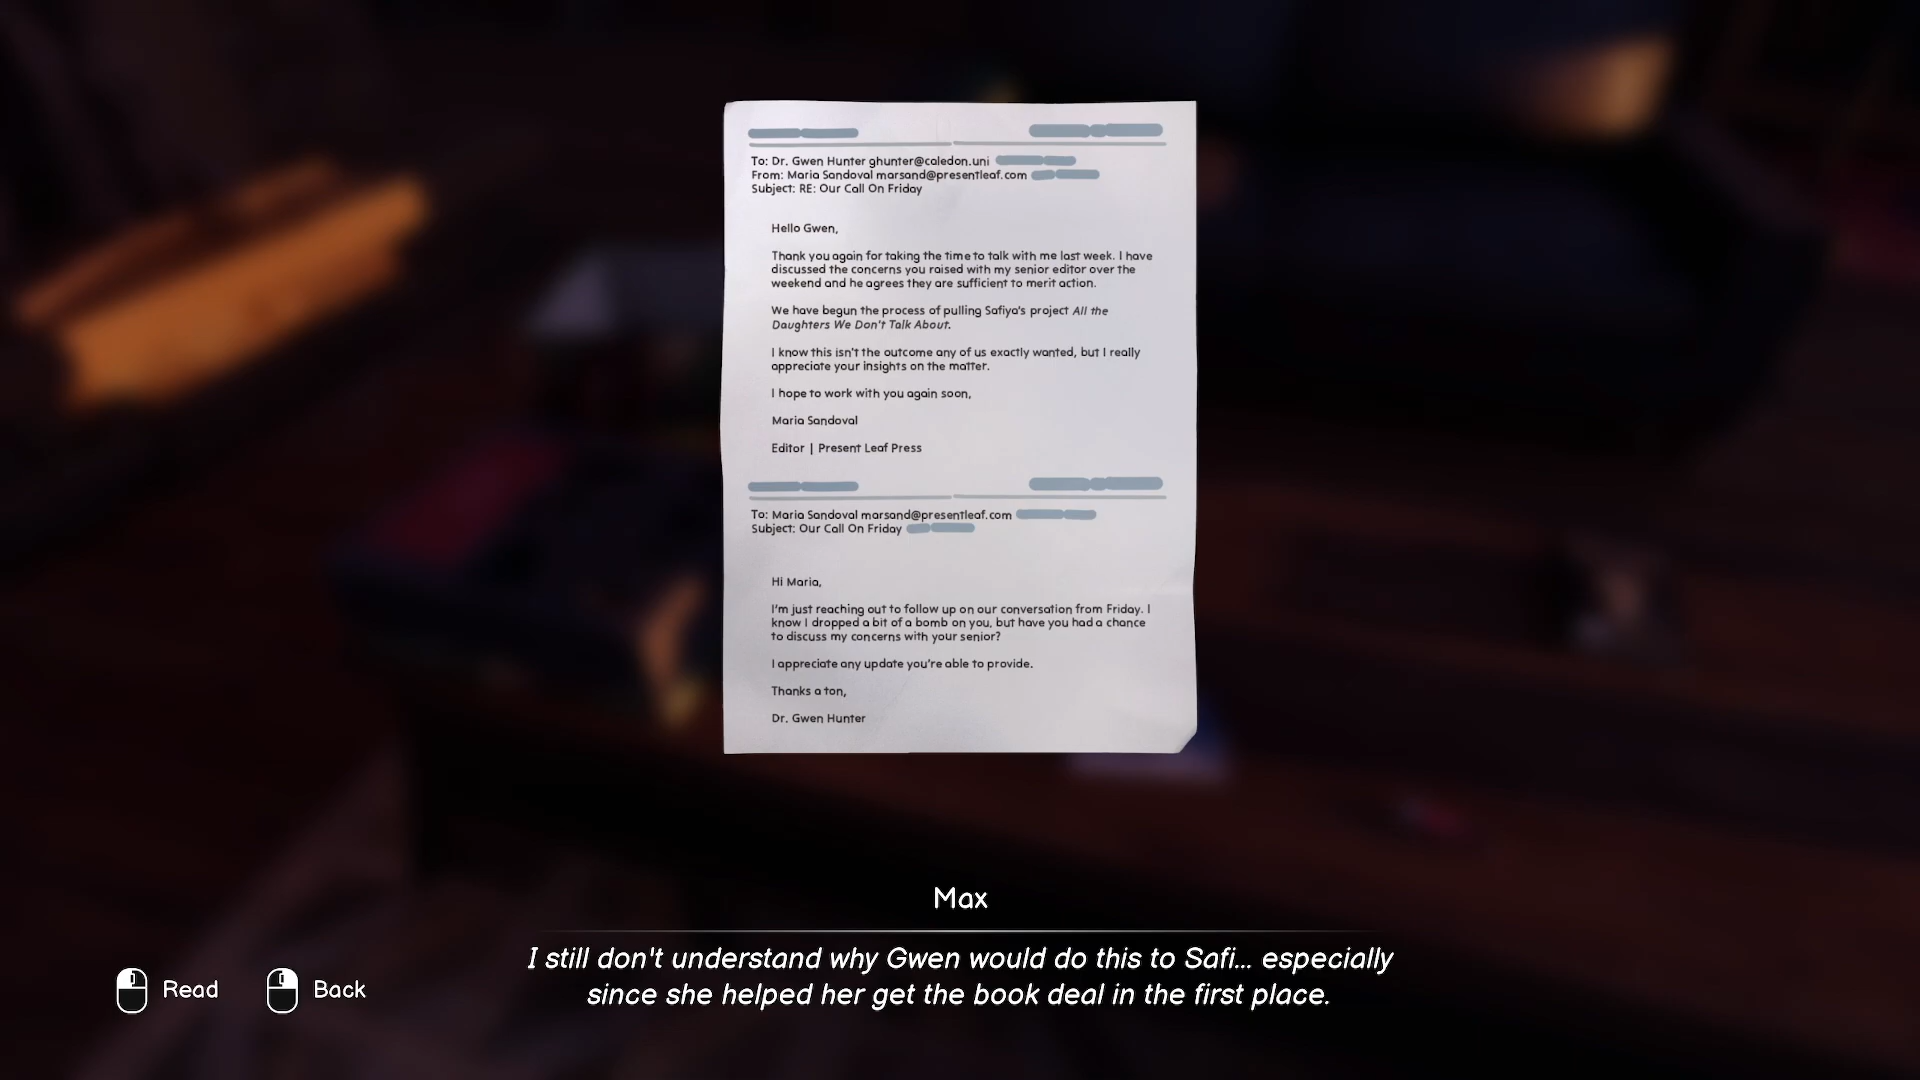 To: Dr. Gwen Hunter ghunter@caledon.uni
From: Maria Sandoval marsand@presentleaf.com
Subject: RE: Our Call On Friday
Hello Gwen,
Thank you again for taking the time to talk with me last week. I have
discussed the concerns you raised with my senior editor over the
weekend and he agrees they are sufficient to merit action.
We have begun the process of pulling Safiya's project All the
Daughters We Don't Talk About.
I know this isn't the outcome any of us exactly wanted, but I really
appreciate your insights on the matter.
I hope to work with you again soon,
Maria Sandoval
Editor | Present Leaf Press
To: Maria Sandoval marsand@presentleaf.com
Subject: Our Call On Friday
Hi Maria,
I'm just reaching out to follow up on our conversation from Friday. I
know I dropped a bit of a bomb on you, but have you had a chance
to discuss my concerns with your senior?
I appreciate any update you're able to provide.
Thanks a ton,
Dr. Gwen Hunter
Max
I still don't understand why Gwen would do this to Safi... especially
since she helped her get the book deal in the first place.
Read
Back